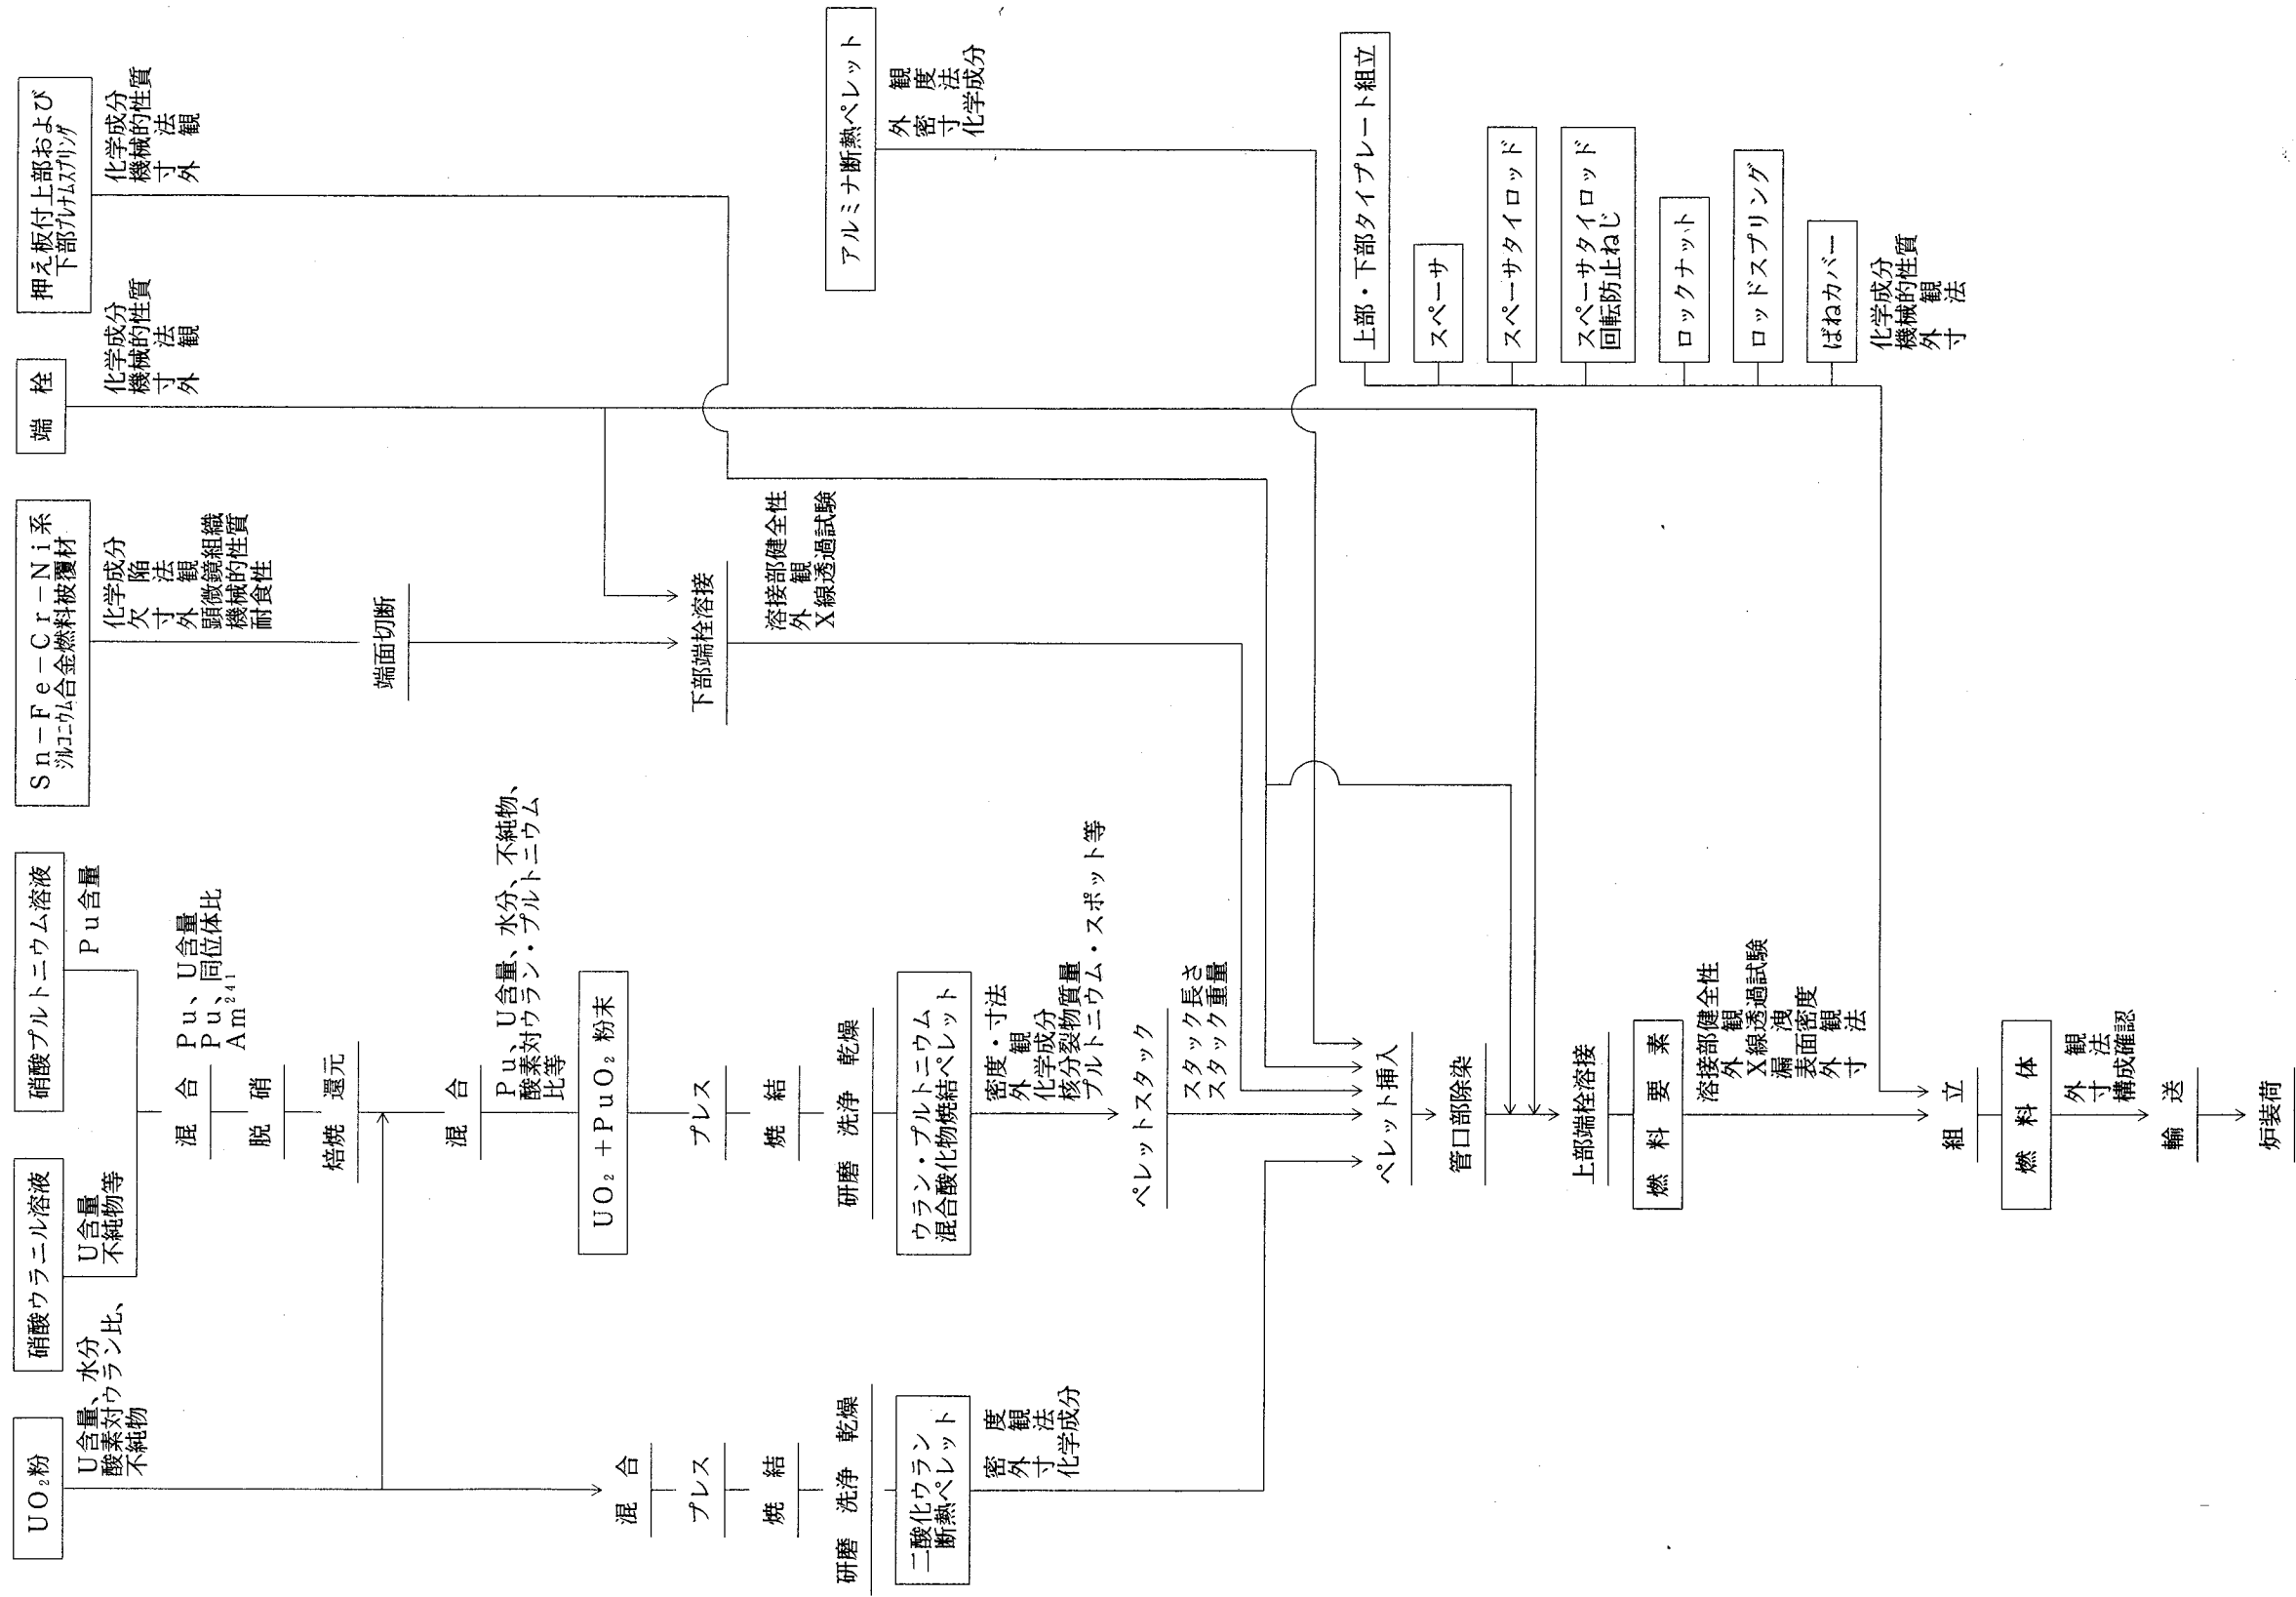 UO₂粉
U含量、水分
酸素対ウラン比、
不純物
硝酸ウラニル溶液
U含量
不純物等
硝酸プルトニウム溶液
Pu含量
混 合
Pu、U含量
Pu、同位体比
Am²⁴¹
脱 硝
焙焼 還元
混 合
Pu、U含量、水分、不純物、
酸素対ウラン・プルトニウム
比等
UO₂+PuO₂粉末
プレス
焼 結
研磨 洗浄 乾燥
ウラン・プルトニウム
混合酸化物焼結ペレット
密度・寸法
外 観
化学成分
核分裂物質量
プルトニウム・スポット等
ペレットスタック
スタック長さ
スタック重量
混 合
プレス
焼 結
研磨 洗浄 乾燥
二酸化ウラン
断熱ペレット
密 度
外 観
寸 法
化学成分
Sn-Fe-Cr-Ni系
ジルコニウム合金燃料被覆材
化学成分
欠 陥
寸 法
外 観
顕微鏡組織
機械的性質
耐食性
端面切断
下部端栓溶接
溶接部健全性
外 観
X線透過試験
端 栓
化学成分
機械的性質
寸 法
外 観
押え板付上部および
下部プレナムスプリング
化学成分
機械的性質
寸 法
外 観
アルミナ断熱ペレット
外 観
密 度
寸 法
化学成分
ペレット挿入
管口部除染
上部端栓溶接
燃 料 要 素
溶接部健全性
外 観
X線透過試験
漏 洩
表面密度
外 観
寸 法
上部・下部タイプレート組立
スペーサ
スペーサタイロッド
スペーサタイロッド
回転防止ねじ
ロックナット
ロッドスプリング
ばねカバー
化学成分
機械的性質
外 観
寸 法
組 立
燃 料 体
外 観
寸 法
構成確認
輸 送
炉装荷